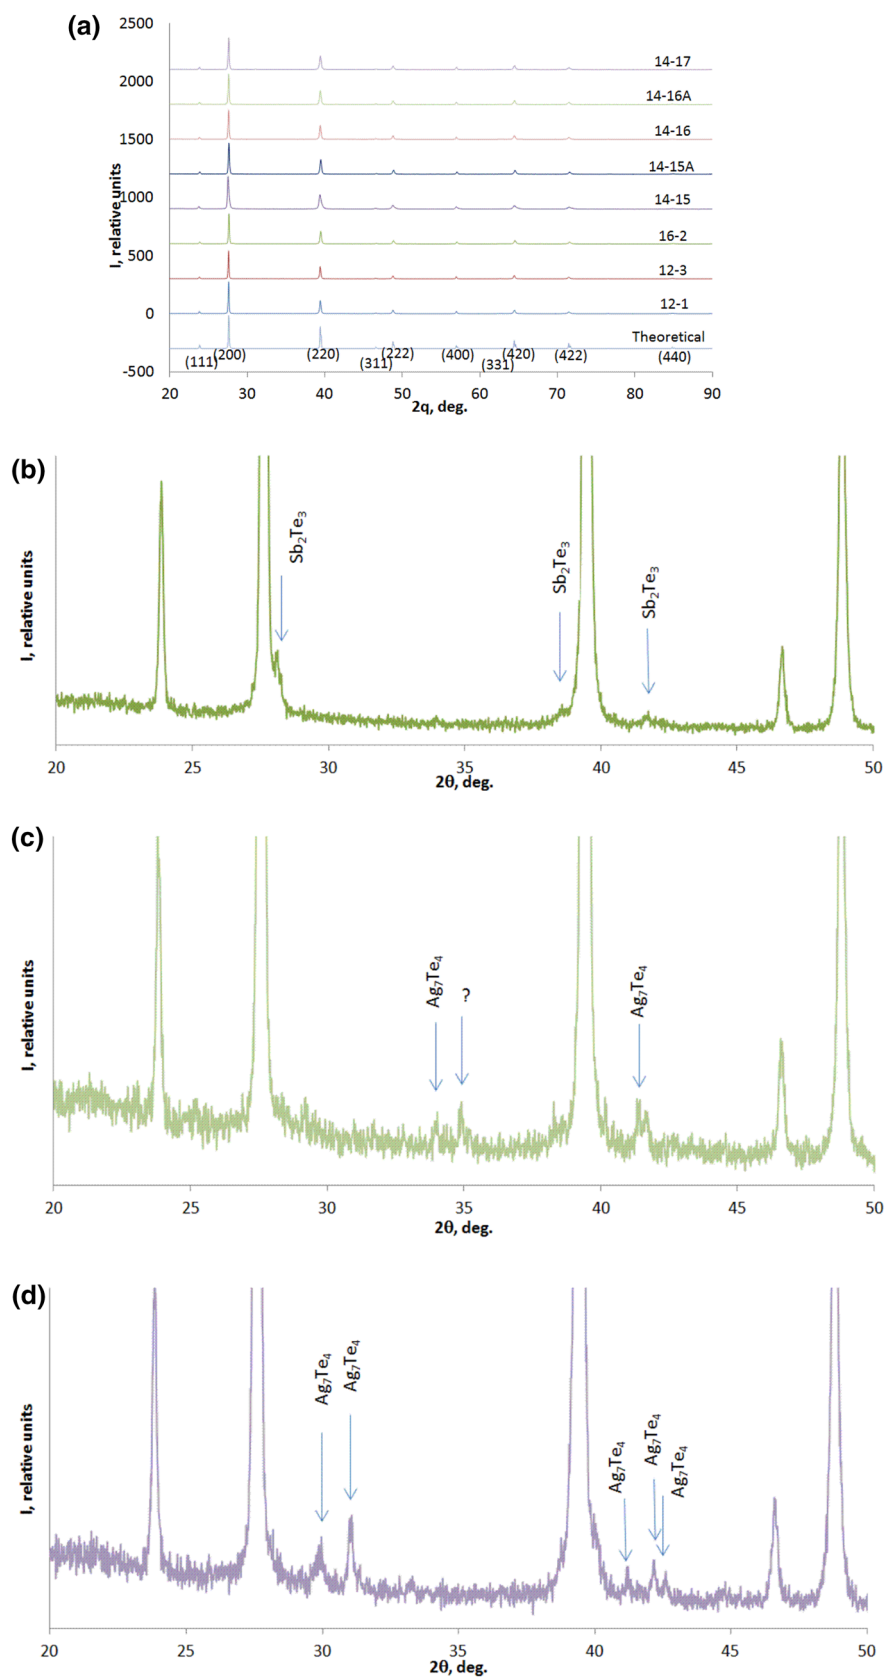 (a)
I, relative units
2500
2000
1500
1000
500
0
-500
14-17
14-16A
14-16
14-15A
14-15
16-2
12-3
12-1
Theoretical
(111) (200) (220) (311) (222) (400) (331) (420) (422) (440)
20 30 40 50 60 70 80 90
2q, deg.
(b)
I, relative units
Sb₂Te₃
Sb₂Te₃
Sb₂Te₃
20 25 30 35 40 45 50
2θ, deg.
(c)
I, relative units
Ag₇Te₄
?
Ag₇Te₄
20 25 30 35 40 45 50
2θ, deg.
(d)
I, relative units
Ag₇Te₄
Ag₇Te₄
Ag₇Te₄
Ag₇Te₄
Ag₇Te₄
20 25 30 35 40 45 50
2θ, deg.